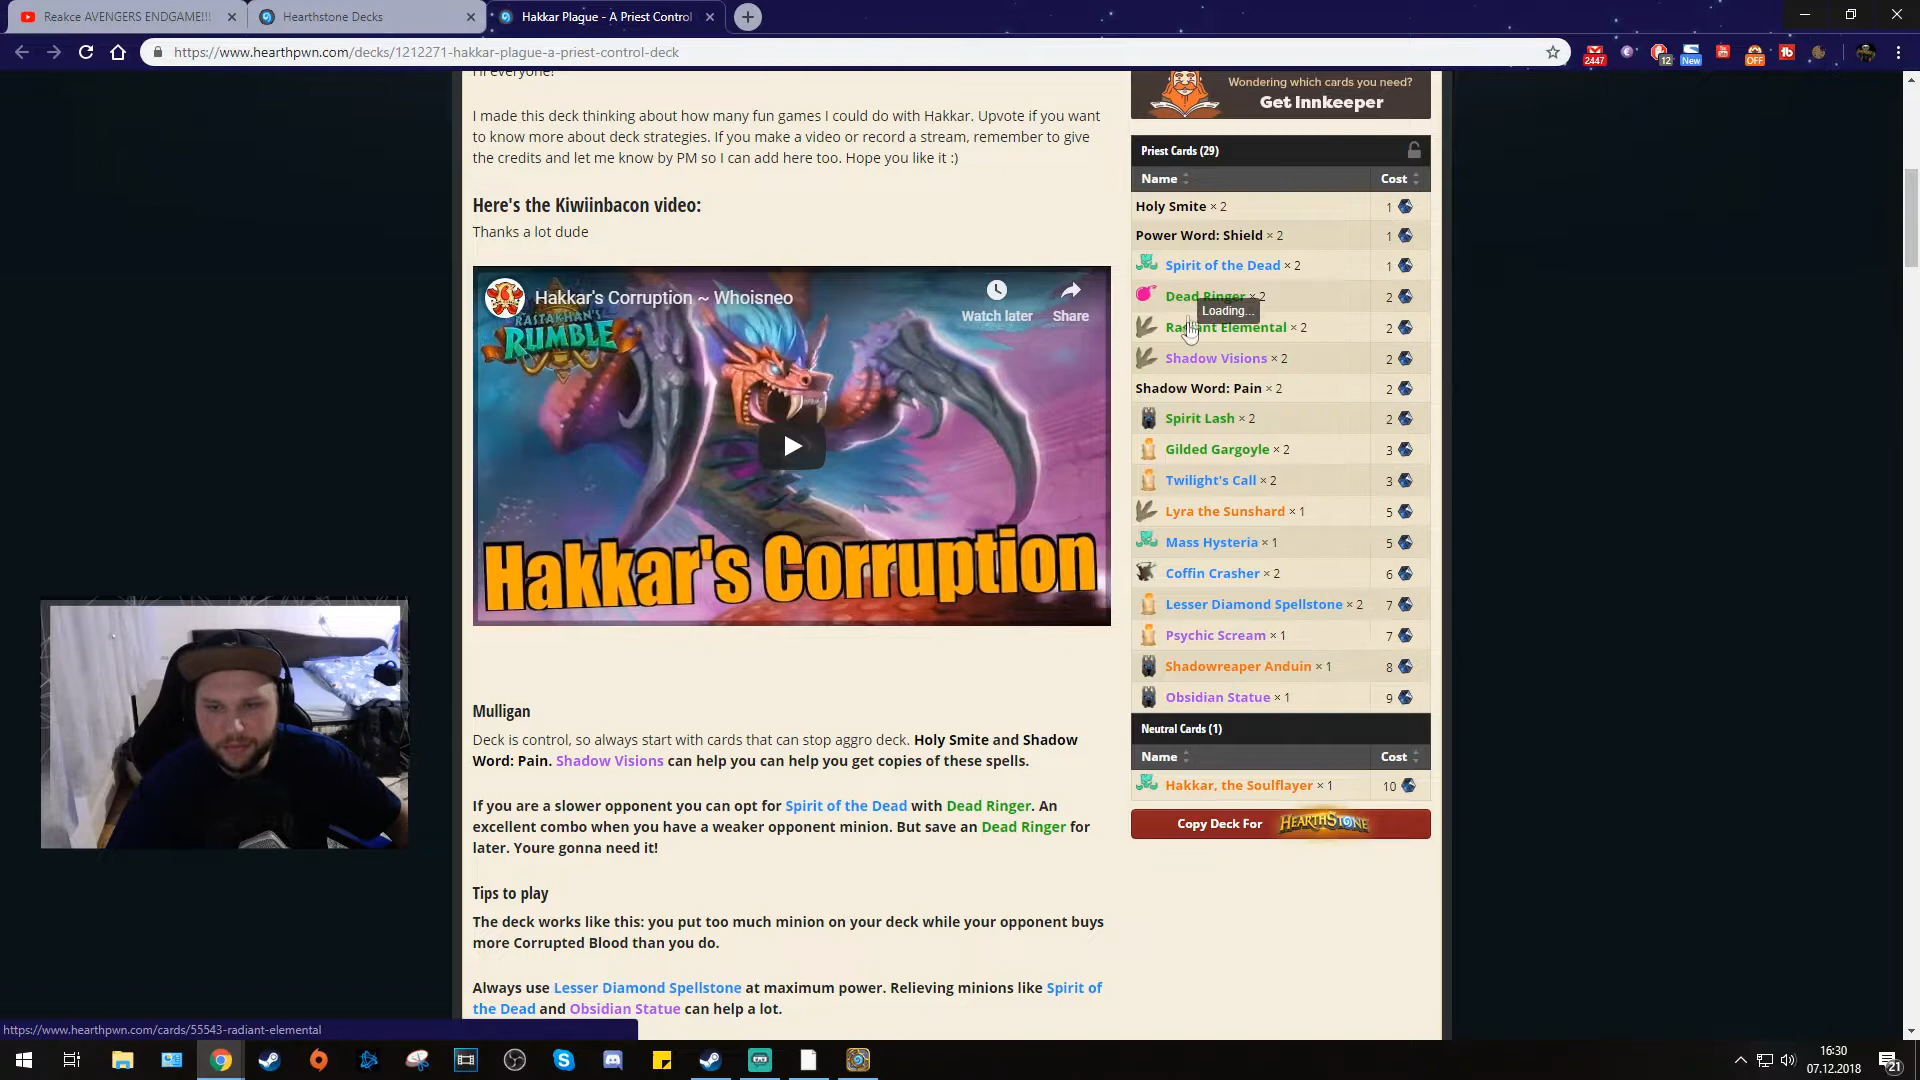 Reakce AVENGERS ENDGAME!!!
Hearthstone Decks
Hakkar Plague - A Priest Control
https://www.hearthpwn.com/decks/1212271-hakkar-plague-a-priest-control-deck
2447
12
New
OFF
Hi everyone!
I made this deck thinking about how many fun games I could do with Hakkar. Upvote if you want
to know more about deck strategies. If you make a video or record a stream, remember to give
the credits and let me know by PM so I can add here too. Hope you like it :)
Here's the Kiwiinbacon video:
Thanks a lot dude
Hakkar's Corruption ~ Whoisneo
Watch later
Share
RASTAKHAN'S
RUMBLE
Hakkar's Corruption
Mulligan
Deck is control, so always start with cards that can stop aggro deck. Holy Smite and Shadow
Word: Pain. Shadow Visions can help you can help you get copies of these spells.
If you are a slower opponent you can opt for Spirit of the Dead with Dead Ringer. An
excellent combo when you have a weaker opponent minion. But save an Dead Ringer for
later. Youre gonna need it!
Tips to play
The deck works like this: you put too much minion on your deck while your opponent buys
more Corrupted Blood than you do.
Always use Lesser Diamond Spellstone at maximum power. Relieving minions like Spirit of
the Dead and Obsidian Statue can help a lot.
Wondering which cards you need?
Get Innkeeper
Priest Cards (29)
Name Cost
Holy Smite × 2 1
Power Word: Shield × 2 1
Spirit of the Dead × 2 1
Dead Ringer × 2 2
Loading...
Radiant Elemental × 2 2
Shadow Visions × 2 2
Shadow Word: Pain × 2 2
Spirit Lash × 2 2
Gilded Gargoyle × 2 3
Twilight's Call × 2 3
Lyra the Sunshard × 1 5
Mass Hysteria × 1 5
Coffin Crasher × 2 6
Lesser Diamond Spellstone × 2 7
Psychic Scream × 1 7
Shadowreaper Anduin × 1 8
Obsidian Statue × 1 9
Neutral Cards (1)
Name Cost
Hakkar, the Soulflayer × 1 10
Copy Deck For HEARTHSTONE
https://www.hearthpwn.com/cards/55543-radiant-elemental
16:30
07.12.2018
21